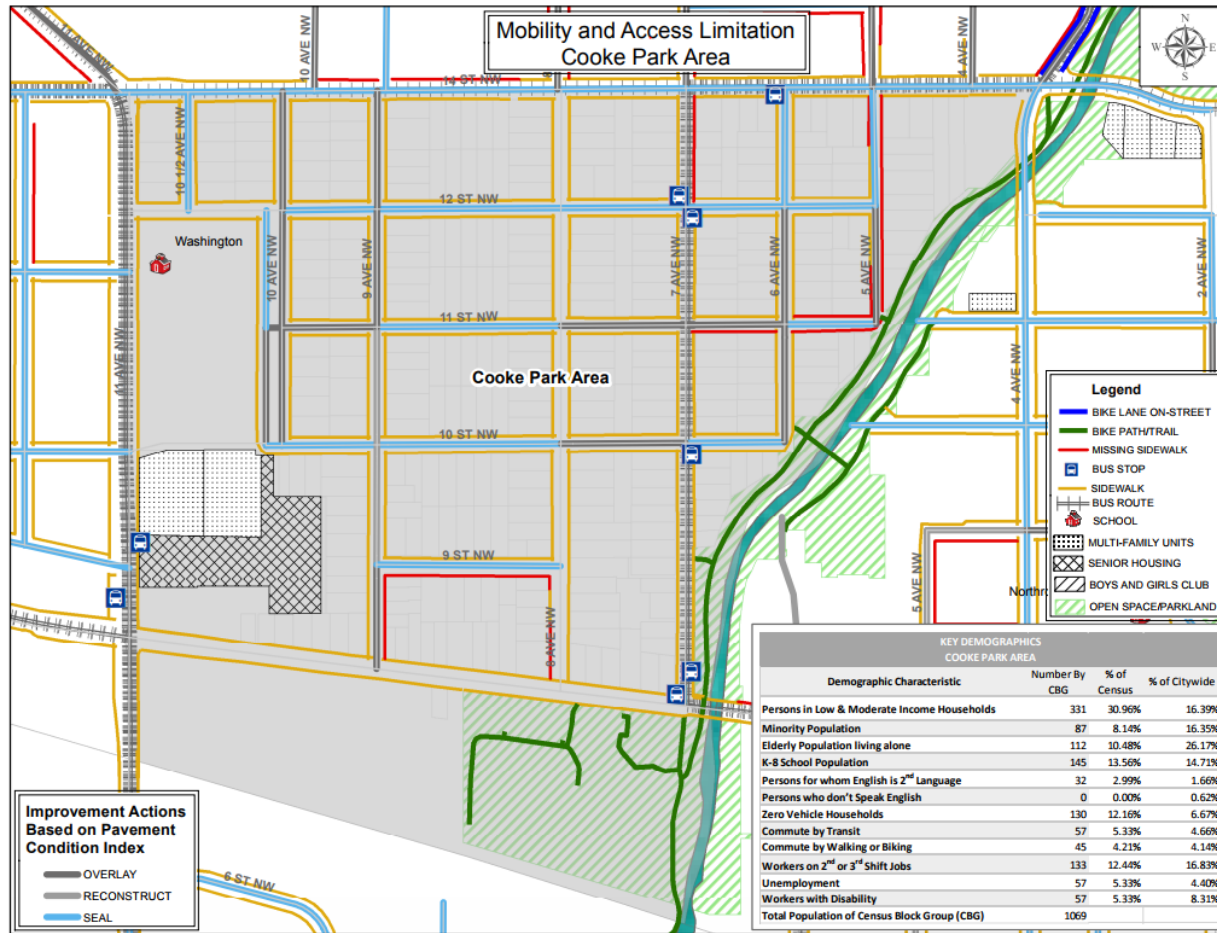 Mobility and Access Limitation
Cooke Park Area
N
W
E
S
11 AVE NW
10 AVE NW
4 AVE NW
14 ST NW
10 1/2 AVE NW
12 ST NW
Washington
10 AVE NW
9 AVE NW
7 AVE NW
6 AVE NW
5 AVE NW
2 AVE NW
11 ST NW
11 AVE NW
4 AVE NW
Cooke Park Area
10 ST NW
9 ST NW
8 AVE NW
5 AVE NW
6 ST NW
Legend
BIKE LANE ON-STREET
BIKE PATH/TRAIL
MISSING SIDEWALK
BUS STOP
SIDEWALK
BUS ROUTE
SCHOOL
MULTI-FAMILY UNITS
SENIOR HOUSING
BOYS AND GIRLS CLUB
OPEN SPACE/PARKLAND
KEY DEMOGRAPHICS
COOKE PARK AREA
Demographic Characteristic Number By CBG % of Census % of Citywide
Persons in Low & Moderate Income Households 331 30.96% 16.39%
Minority Population 87 8.14% 16.35%
Elderly Population living alone 112 10.48% 26.17%
K-8 School Population 145 13.56% 14.71%
Persons for whom English is 2nd Language 32 2.99% 1.66%
Persons who don't Speak English 0 0.00% 0.62%
Zero Vehicle Households 130 12.16% 6.67%
Commute by Transit 57 5.33% 4.66%
Commute by Walking or Biking 45 4.21% 4.14%
Workers on 2nd or 3rd Shift Jobs 133 12.44% 16.83%
Unemployment 57 5.33% 4.40%
Workers with Disability 57 5.33% 8.31%
Total Population of Census Block Group (CBG) 1069
Improvement Actions
Based on Pavement
Condition Index
OVERLAY
RECONSTRUCT
SEAL